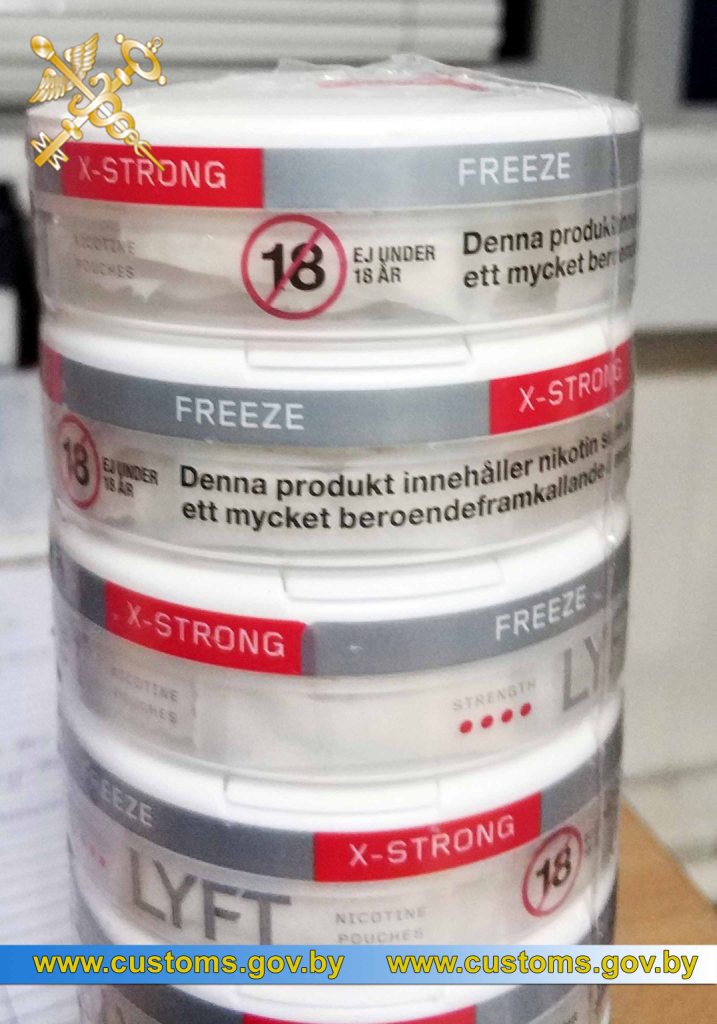 X-STRONG
FREEZE
NICOTINE
POUCHES
18
EJ UNDER
18 ÅR
Denna produkt
ett mycket
FREEZE
X-STRONG
18
EJ UNDER
18 ÅR
Denna produkt innehåller nikotin
ett mycket beroendeframkallande
X-STRONG
FREEZE
NICOTINE
POUCHES
STRENGTH
LYF
FREEZE
X-STRONG
18
LYFT
NICOTINE
POUCHES
www.customs.gov.by www.customs.gov.by